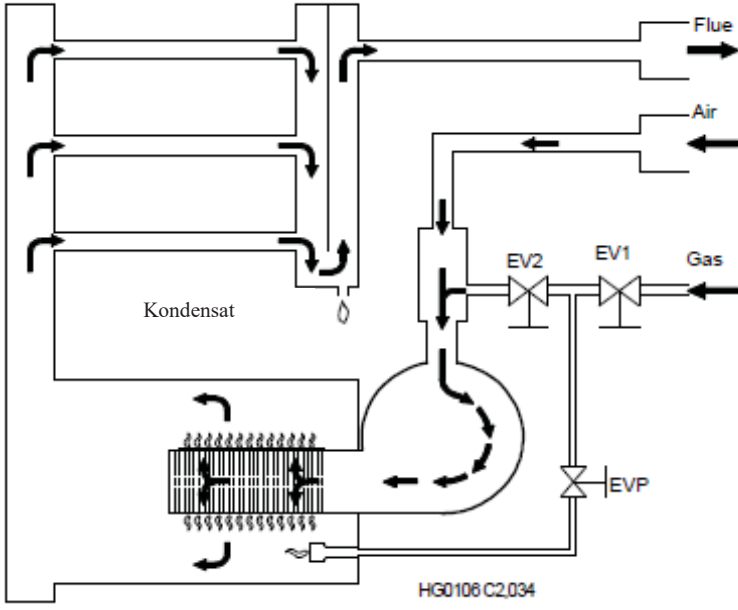 Flue
Air
EV2
EV1
Gas
Kondensat
EVP
HG0106 C2,034